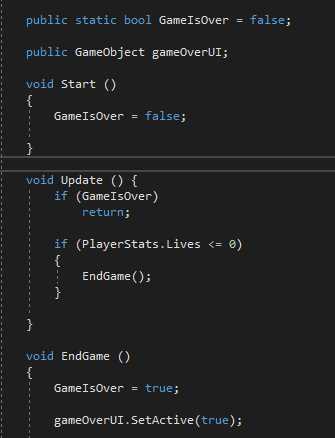 public static bool GameIsOver = false;
public GameObject gameOverUI;
void Start ()
{
GameIsOver = false;
}
void Update () {
if (GameIsOver)
return;
if (PlayerStats.Lives <= 0)
{
EndGame();
}
}
void EndGame ()
{
GameIsOver = true;
gameOverUI.SetActive(true);